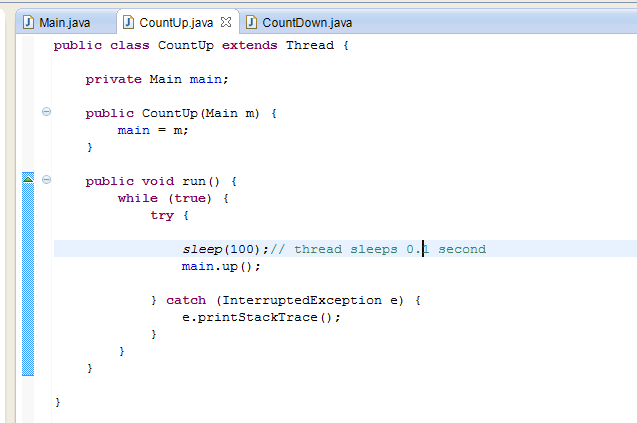 Main.java CountUp.java CountDown.java
public class CountUp extends Thread {
private Main main;
public CountUp(Main m) {
main = m;
}
public void run() {
while (true) {
try {
sleep(100);// thread sleeps 0.1 second
main.up();
} catch (InterruptedException e) {
e.printStackTrace();
}
}
}
}